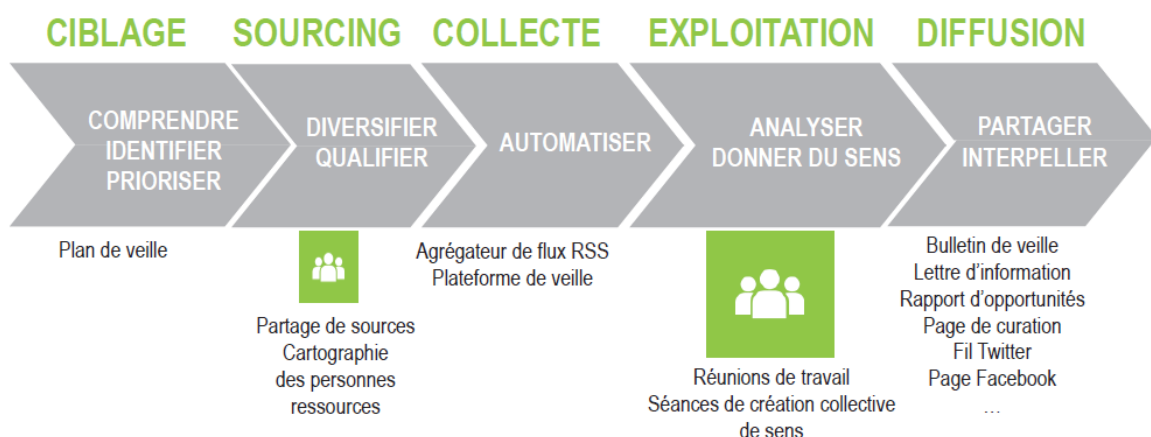 CIBLAGE
COMPRENDRE
IDENTIFIER
PRIORISER
Plan de veille
SOURCING
DIVERSIFIER
QUALIFIER
Partage de sources
Cartographie
des personnes
ressources
COLLECTE
AUTOMATISER
Agrégateur de flux RSS
Plateforme de veille
EXPLOITATION
ANALYSER
DONNER DU SENS
Réunions de travail
Séances de création collective
de sens
DIFFUSION
PARTAGER
INTERPELLER
Bulletin de veille
Lettre d'information
Rapport d'opportunités
Page de curation
Fil Twitter
Page Facebook
...